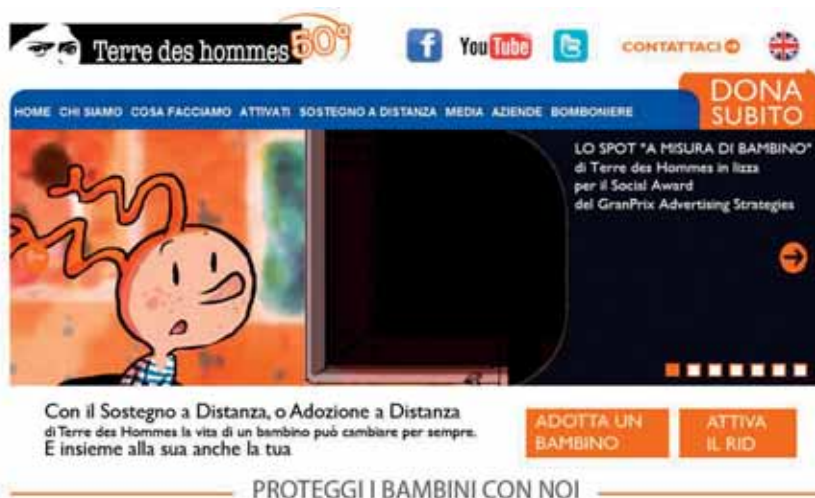 Terre des hommes 50°
f You Tube t CONTATTACI
DONA
SUBITO
HOME CHI SIAMO COSA FACCIAMO ATTIVATI SOSTEGNO A DISTANZA MEDIA AZIENDE BOMBONIERE
LO SPOT "A MISURA DI BAMBINO"
di Terre des Hommes in lizza
per il Social Award
del GranPrix Advertising Strategies
Con il Sostegno a Distanza, o Adozione a Distanza
di Terre des Hommes la vita di un bambino può cambiare per sempre.
E insieme alla sua anche la tua
ADOTTA UN
BAMBINO
ATTIVA
IL RID
PROTEGGI I BAMBINI CON NOI